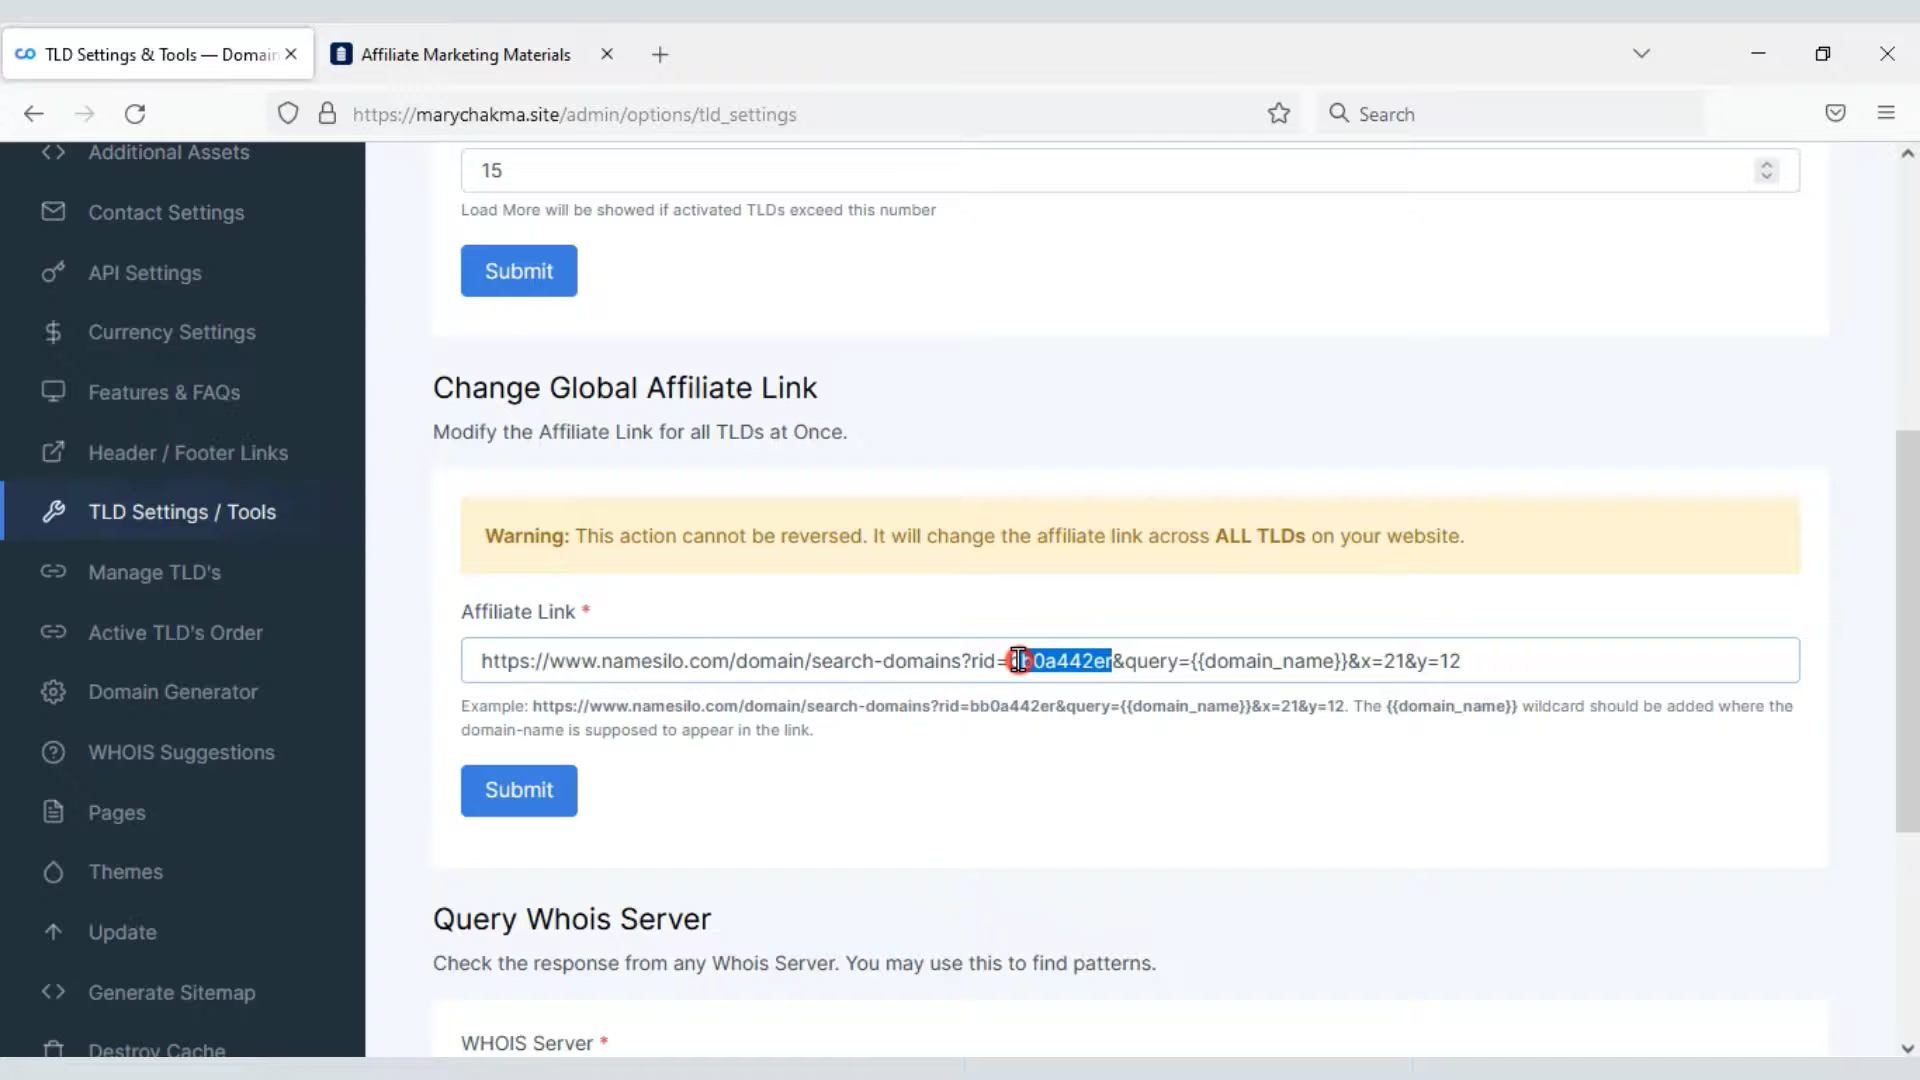 TLD Settings & Tools — Domain
Affiliate Marketing Materials
https://marychakma.site/admin/options/tld_settings
Search
Additional Assets
Contact Settings
API Settings
Currency Settings
Features & FAQs
Header / Footer Links
TLD Settings / Tools
Manage TLD's
Active TLD's Order
Domain Generator
WHOIS Suggestions
Pages
Themes
Update
Generate Sitemap
Destroy Cache
15
Load More will be showed if activated TLDs exceed this number
Submit
Change Global Affiliate Link
Modify the Affiliate Link for all TLDs at Once.
Warning: This action cannot be reversed. It will change the affiliate link across ALL TLDs on your website.
Affiliate Link *
https://www.namesilo.com/domain/search-domains?rid=bb0a442er&query={{domain_name}}&x=21&y=12
Example: https://www.namesilo.com/domain/search-domains?rid=bb0a442er&query={{domain_name}}&x=21&y=12. The {{domain_name}} wildcard should be added where the
domain-name is supposed to appear in the link.
Submit
Query Whois Server
Check the response from any Whois Server. You may use this to find patterns.
WHOIS Server *